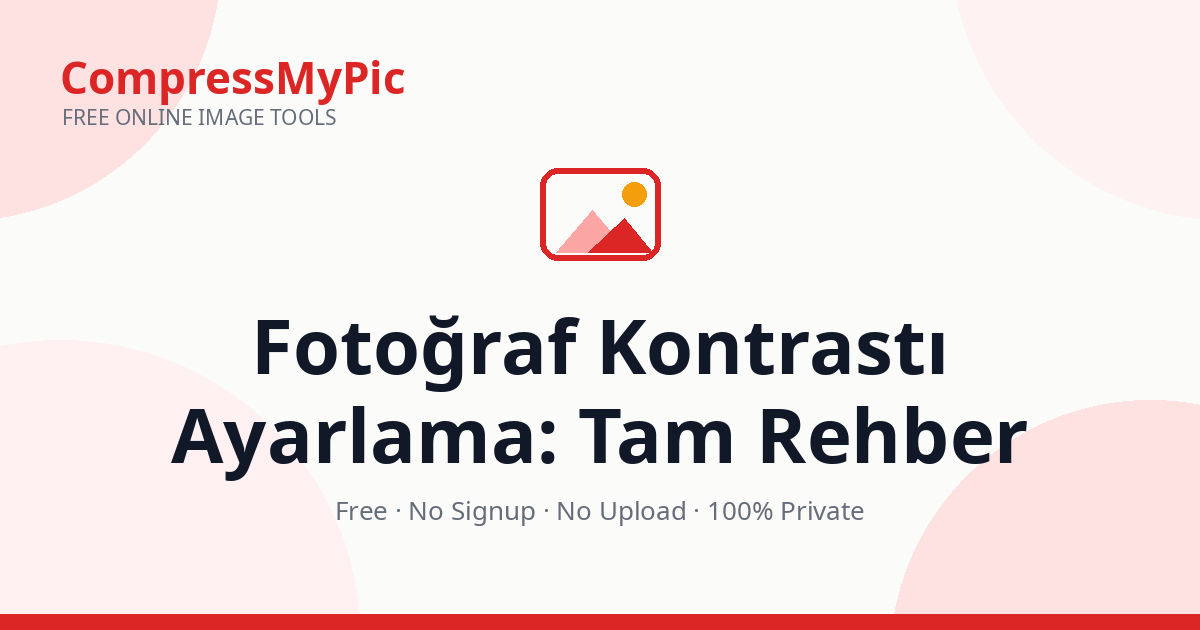 CompressMyPic
FREE ONLINE IMAGE TOOLS
Fotoğraf Kontrastı
Ayarlama: Tam Rehber
Free · No Signup · No Upload · 100% Private